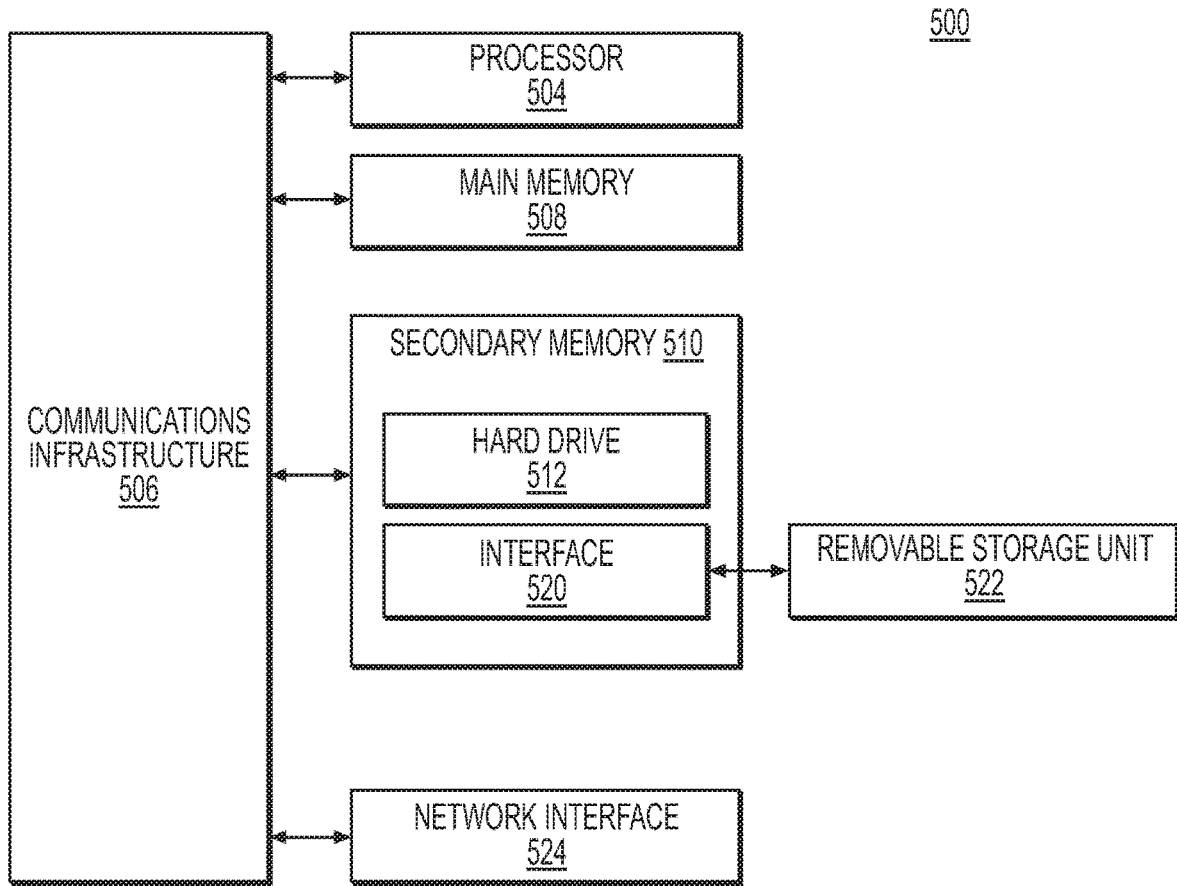 500
PROCESSOR
504
MAIN MEMORY
508
SECONDARY MEMORY 510
COMMUNICATIONS
INFRASTRUCTURE
506
HARD DRIVE
512
INTERFACE
520
REMOVABLE STORAGE UNIT
522
NETWORK INTERFACE
524